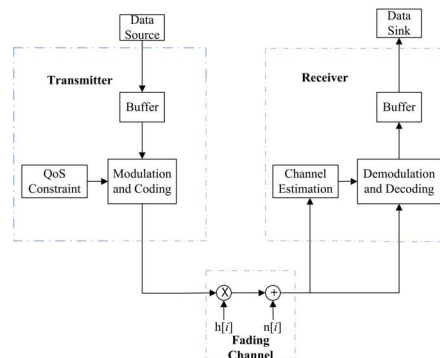 Data
Source
Transmitter
Buffer
QoS
Constraint
Modulation
and Coding
Data
Sink
Receiver
Buffer
Channel
Estimation
Demodulation
and Decoding
X
+
h[i]
n[i]
Fading
Channel